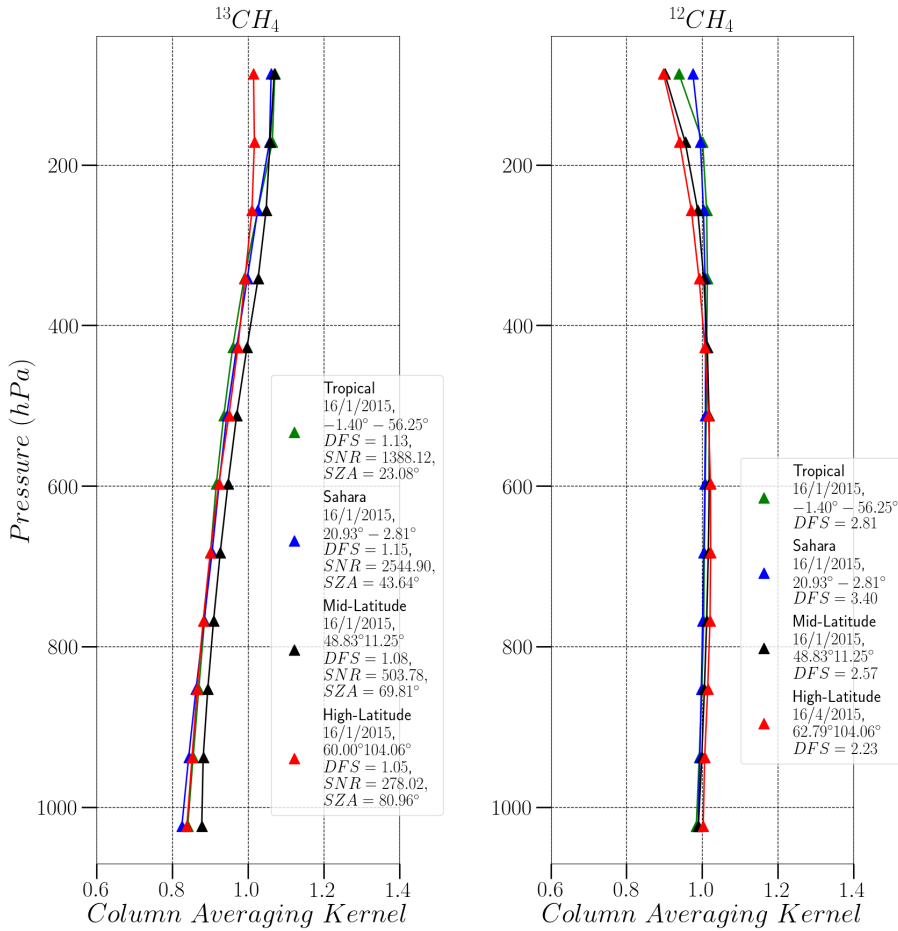 ¹³CH₄
200
400
600
800
1000
Pressure (hPa)
0.6 0.8 1.0 1.2 1.4
Column Averaging Kernel
Tropical
16/1/2015,
−1.40° − 56.25°
DFS = 1.13,
SNR = 1388.12,
SZA = 23.08°
Sahara
16/1/2015,
20.93° − 2.81°
DFS = 1.15,
SNR = 2544.90,
SZA = 43.64°
Mid-Latitude
16/1/2015,
48.83°11.25°
DFS = 1.08,
SNR = 503.78,
SZA = 69.81°
High-Latitude
16/1/2015,
60.00°104.06°
DFS = 1.05,
SNR = 278.02,
SZA = 80.96°
¹²CH₄
200
400
600
800
1000
0.6 0.8 1.0 1.2 1.4
Column Averaging Kernel
Tropical
16/1/2015,
−1.40° − 56.25°
DFS = 2.81
Sahara
16/1/2015,
20.93° − 2.81°
DFS = 3.40
Mid-Latitude
16/1/2015,
48.83°11.25°
DFS = 2.57
High-Latitude
16/4/2015,
62.79°104.06°
DFS = 2.23